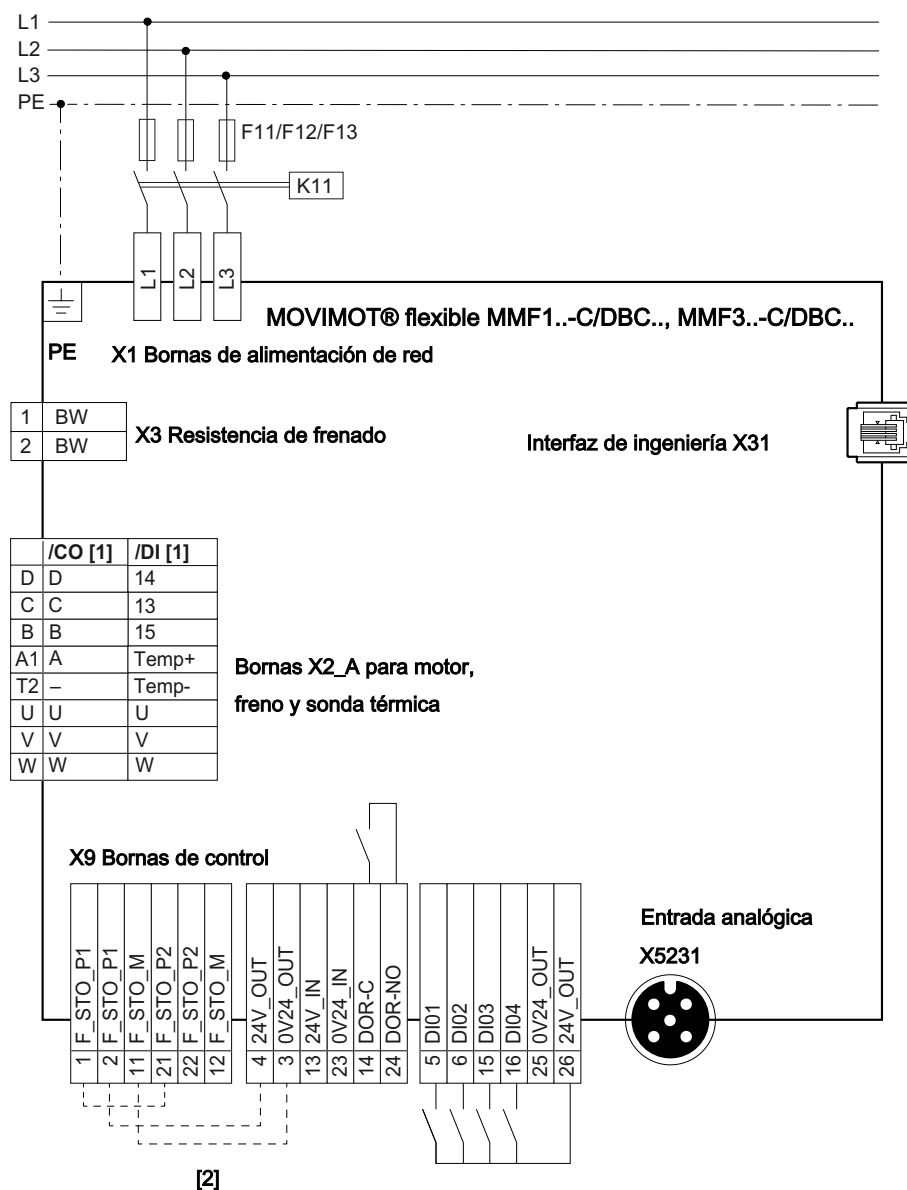 L1
L2
L3
PE
F11/F12/F13
K11
L1
L2
L3
MOVIMOT® flexible MMF1..-C/DBC.., MMF3..-C/DBC..
PE
X1 Bornas de alimentación de red
1 BW
2 BW
X3 Resistencia de frenado
Interfaz de ingeniería X31
/CO [1] /DI [1]
D D 14
C C 13
B B 15
A1 A Temp+
T2 – Temp-
U U U
V V V
W W W
Bornas X2_A para motor,
freno y sonda térmica
X9 Bornas de control
1 F_STO_P1
2 F_STO_P1
11 F_STO_M
21 F_STO_P2
22 F_STO_P2
12 F_STO_M
4 24V_OUT
3 0V24_OUT
13 24V_IN
23 0V24_IN
14 DOR-C
24 DOR-NO
5 DI01
6 DI02
15 DI03
16 DI04
25 0V24_OUT
26 24V_OUT
Entrada analógica
X5231
[2]